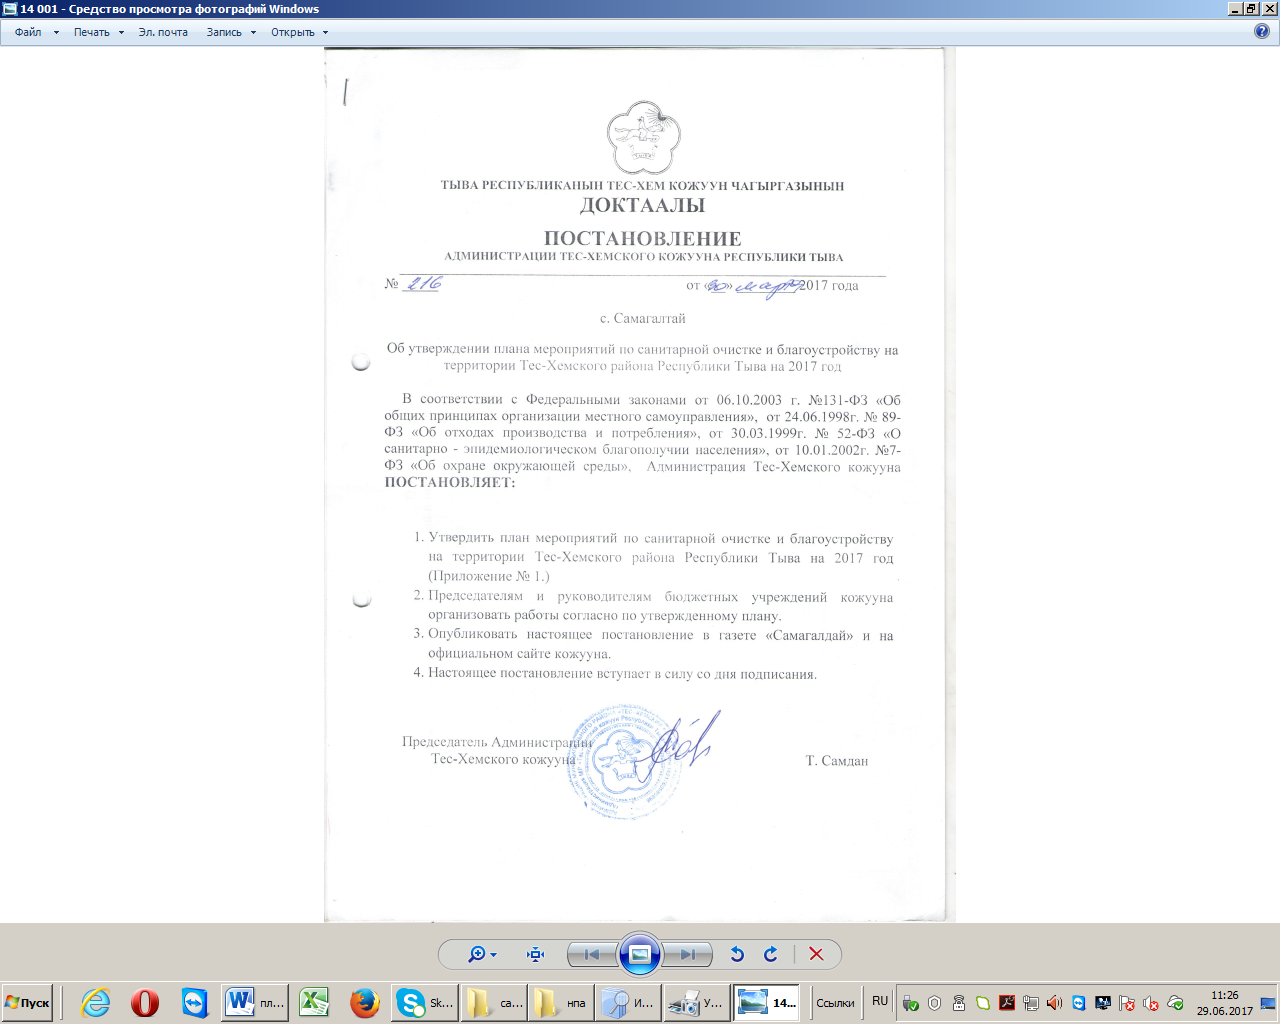 14 001 - Средство просмотра фотографий Windows
Файл Печать Эл. почта Запись Открыть
ТЫВА РЕСПУБЛИКАНЫН ТЕС-ХЕМ КОЖУУН ЧАГЫРГАЗЫНЫН
ДОКТААЛЫ
ПОСТАНОВЛЕНИЕ
АДМИНИСТРАЦИИ ТЕС-ХЕМСКОГО КОЖУУНА РЕСПУБЛИКИ ТЫВА
№ 216 от « » марта 2017 года
с. Самагалтай
Об утверждении плана мероприятий по санитарной очистке и благоустройству на
территории Тес-Хемского района Республики Тыва на 2017 год
В соответствии с Федеральными законами от 06.10.2003 г. №131-ФЗ «Об
общих принципах организации местного самоуправления», от 24.06.1998г. № 89-
ФЗ «Об отходах производства и потребления», от 30.03.1999г. № 52-ФЗ «О
санитарно - эпидемиологическом благополучии населения», от 10.01.2002г. №7-
ФЗ «Об охране окружающей среды», Администрация Тес-Хемского кожууна
ПОСТАНОВЛЯЕТ:
1. Утвердить план мероприятий по санитарной очистке и благоустройству
на территории Тес-Хемского района Республики Тыва на 2017 год
(Приложение № 1.)
2. Председателям и руководителям бюджетных учреждений кожууна
организовать работы согласно по утвержденному плану.
3. Опубликовать настоящее постановление в газете «Самагалдай» и на
официальном сайте кожууна.
4. Настоящее постановление вступает в силу со дня подписания.
Председатель Администрации
Тес-Хемского кожууна Т. Самдан
Пуск пл... Sk... са... нпа И... У... 14... Ссылки RU 11:26
29.06.2017